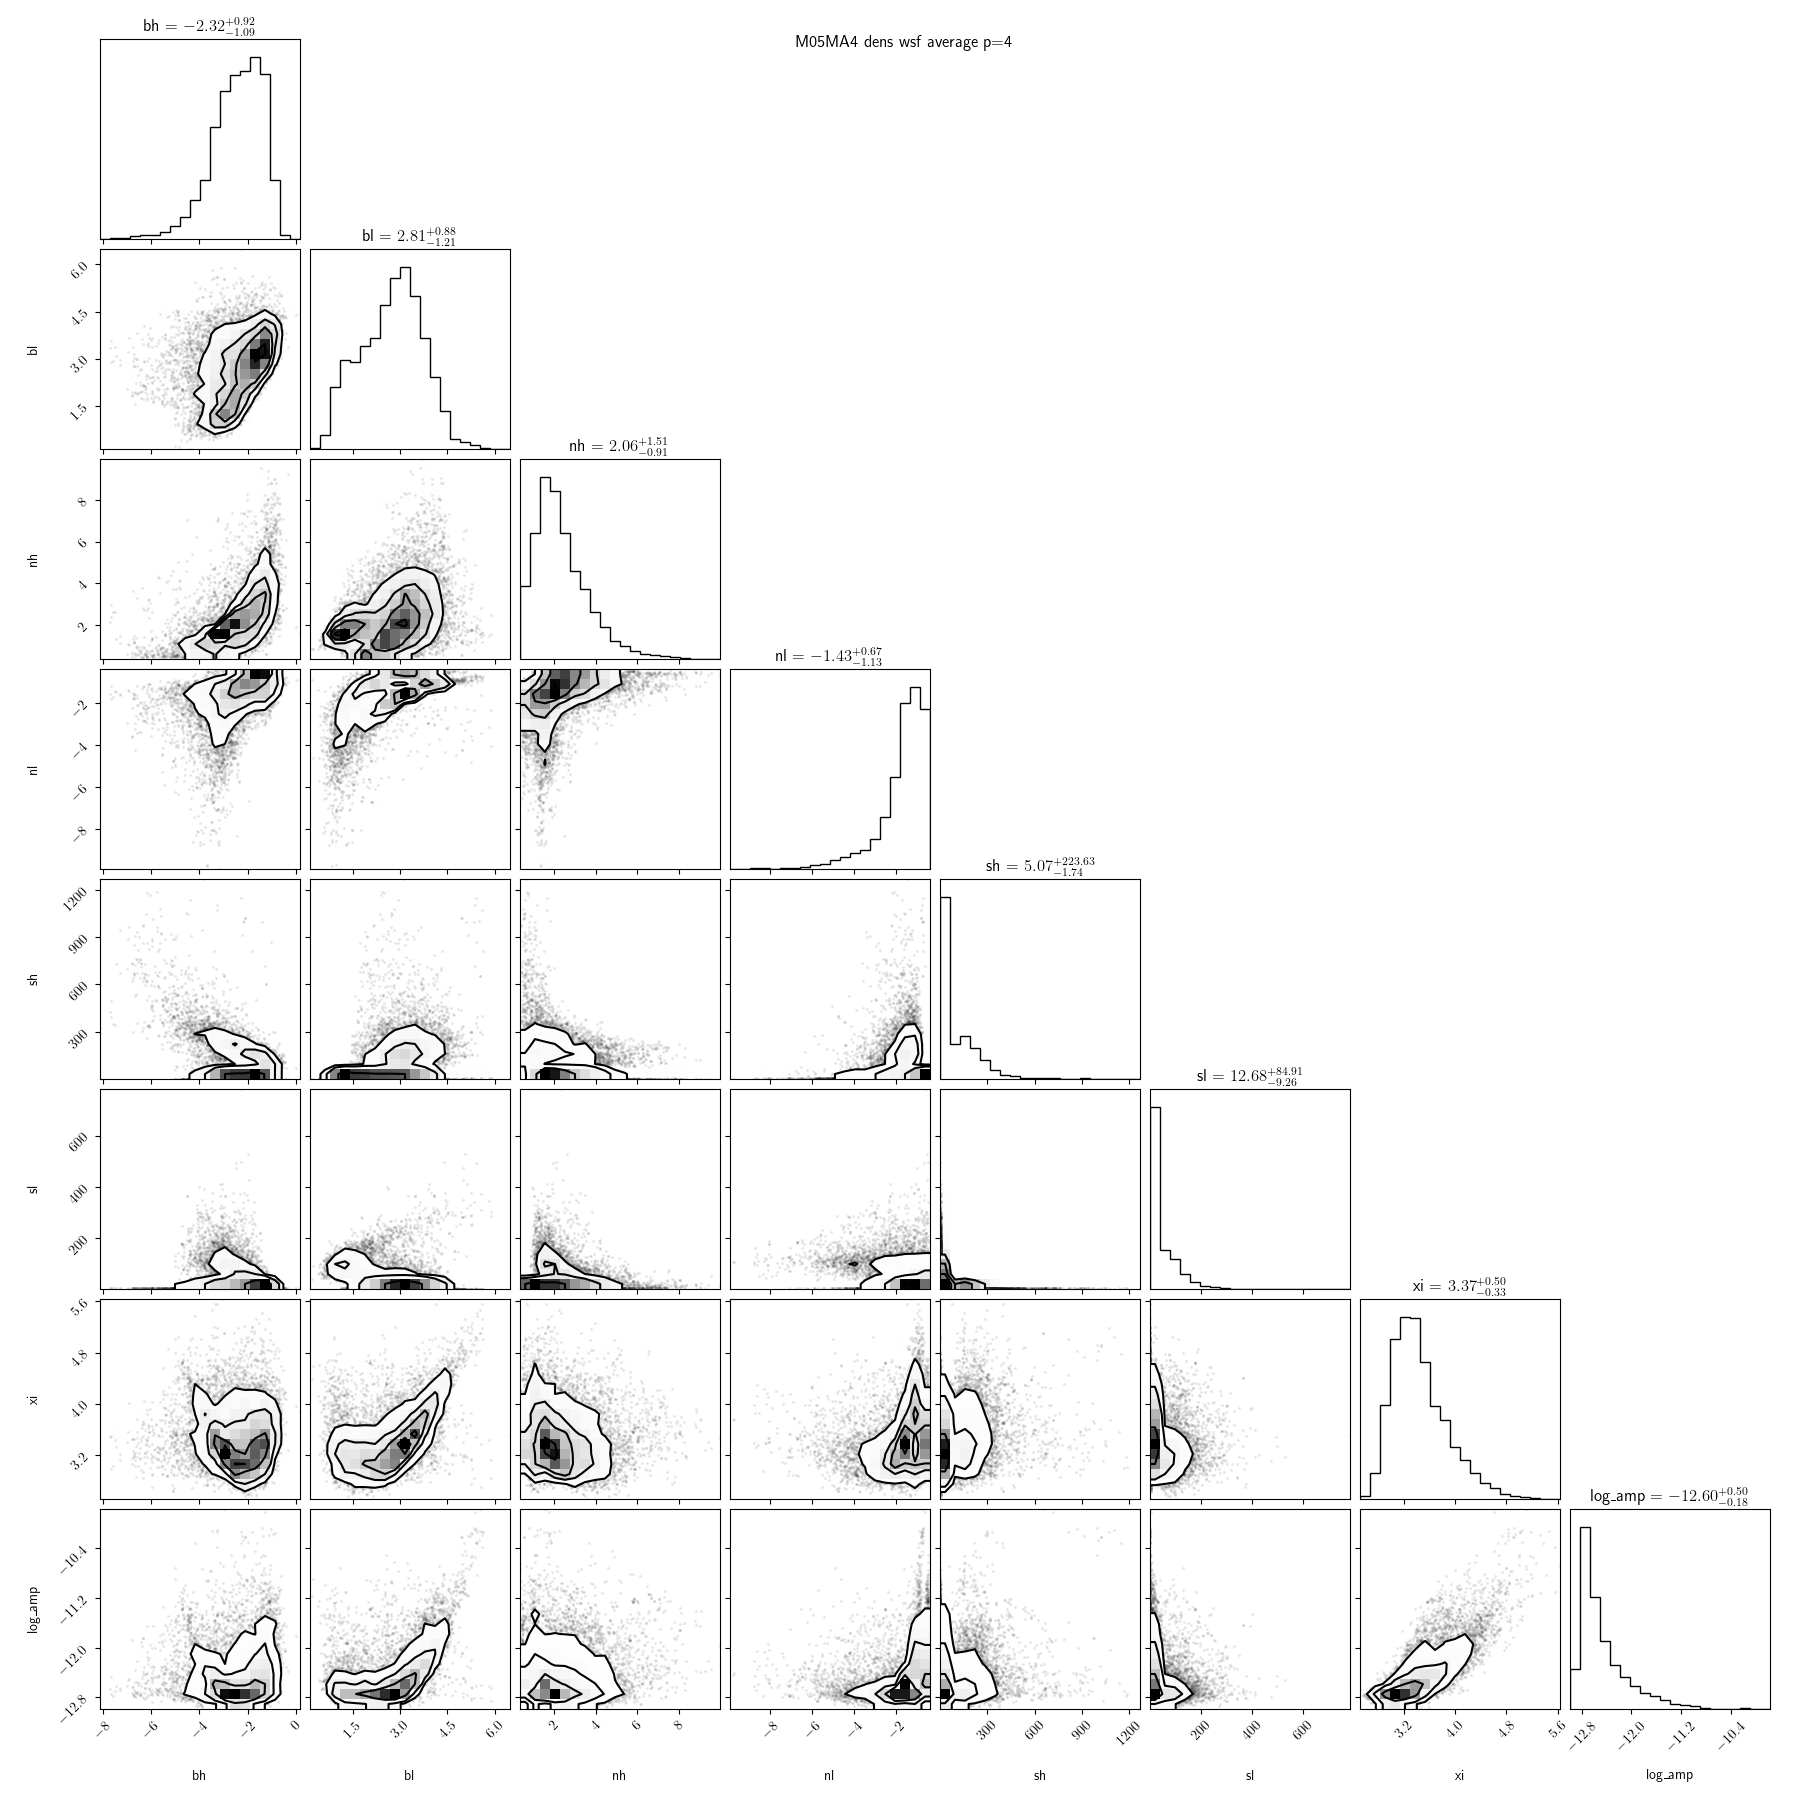 M05MA4 dens wsf average p=4
bh = −2.32 +0.92 −1.09
bl = 2.81 +0.88 −1.21
6.0
4.5
3.0
1.5
bl
nh = 2.06 +1.51 −0.91
8
6
4
2
nh
nl = −1.43 +0.67 −1.13
−2
−4
−6
−8
nl
sh = 5.07 +223.63 −1.74
1200
900
600
300
sh
sl = 12.68 +84.91 −9.26
600
400
200
sl
xi = 3.37 +0.50 −0.33
5.6
4.8
4.0
3.2
xi
log_amp = −12.60 +0.50 −0.18
−10.4
−11.2
−12.0
−12.8
log_amp
−8 −6 −4 −2 0 1.5 3.0 4.5 6.0 2 4 6 8 −8 −6 −4 −2 300 600 900 1200 200 400 600 3.2 4.0 4.8 5.6 −12.8 −12.0 −11.2 −10.4
bh bl nh nl sh sl xi log_amp